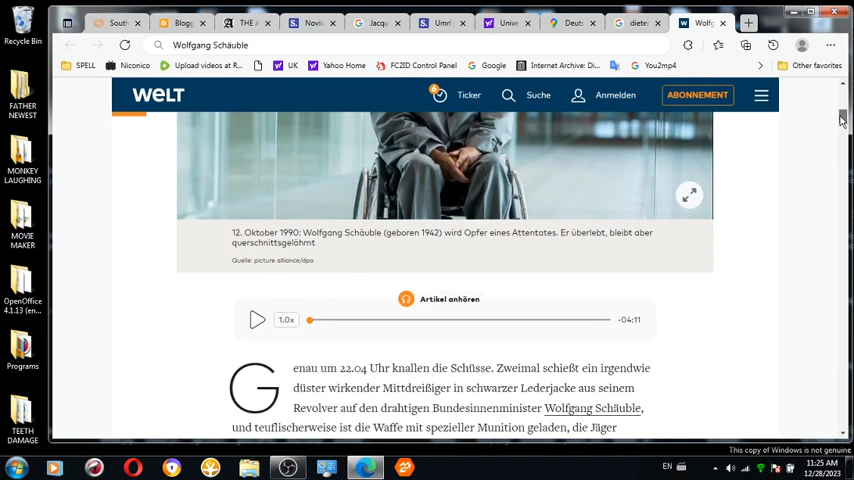 Recycle Bin
FATHER NEWEST
MONKEY LAUGHING
MOVIE MAKER
OpenOffice 4.1.13 (en...
Programs
TEETH DAMAGE
South
Blogg
THE A
Novic
Jacqu
Umrl
Unive
Deuts
dieter
Wolfg
Wolfgang Schäuble
SPELL
Niconico
Upload videos at R...
UK
Yahoo Home
FC2ID Control Panel
Google
Internet Archive: Di...
You2mp4
Other favorites
WELT
6
Ticker
Suche
Anmelden
ABONNEMENT
12. Oktober 1990: Wolfgang Schäuble (geboren 1942) wird Opfer eines Attentates. Er überlebt, bleibt aber
querschnittsgelähmt
Quelle: picture alliance/dpa
Artikel anhören
1.0x
-04:11
Genau um 22.04 Uhr knallen die Schüsse. Zweimal schießt ein irgendwie
düster wirkender Mittdreißiger in schwarzer Lederjacke aus seinem
Revolver auf den drahtigen Bundesinnenminister Wolfgang Schäuble,
und teuflischerweise ist die Waffe mit spezieller Munition geladen, die Jäger
This copy of Windows is not genuine
EN
11:25 AM
12/28/2023